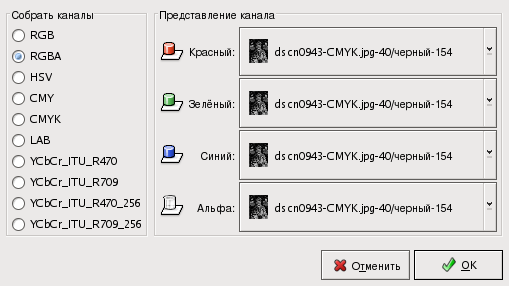 Собрать каналы
RGB
RGBA
HSV
CMY
CMYK
LAB
YCbCr_ITU_R470
YCbCr_ITU_R709
YCbCr_ITU_R470_256
YCbCr_ITU_R709_256
Представление канала
Красный: dscn0943-CMYK.jpg-40/черный-154
Зелёный: dscn0943-CMYK.jpg-40/черный-154
Синий: dscn0943-CMYK.jpg-40/черный-154
Альфа: dscn0943-CMYK.jpg-40/черный-154
Отменить OK